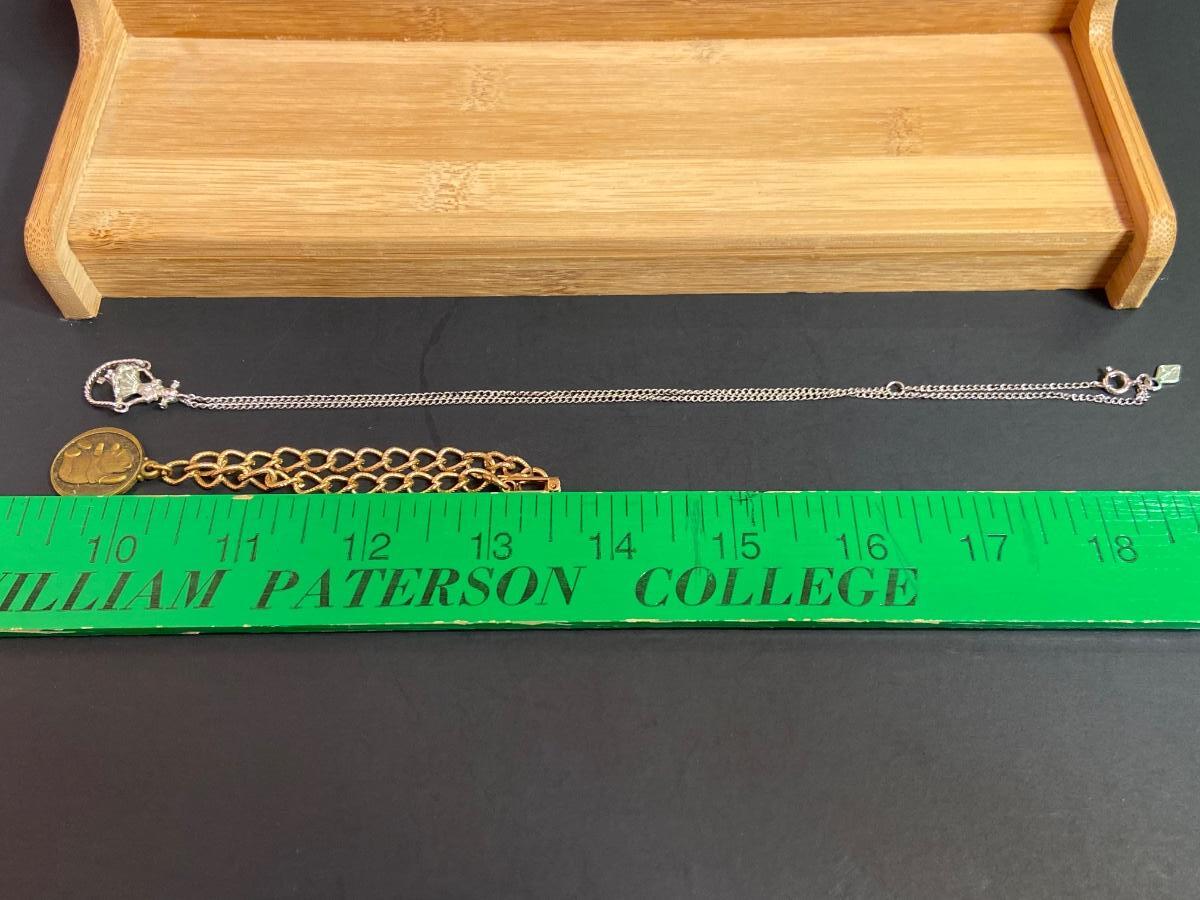 10 11 12 13 14 15 16 17 18
ILLIAM PATERSON COLLEGE